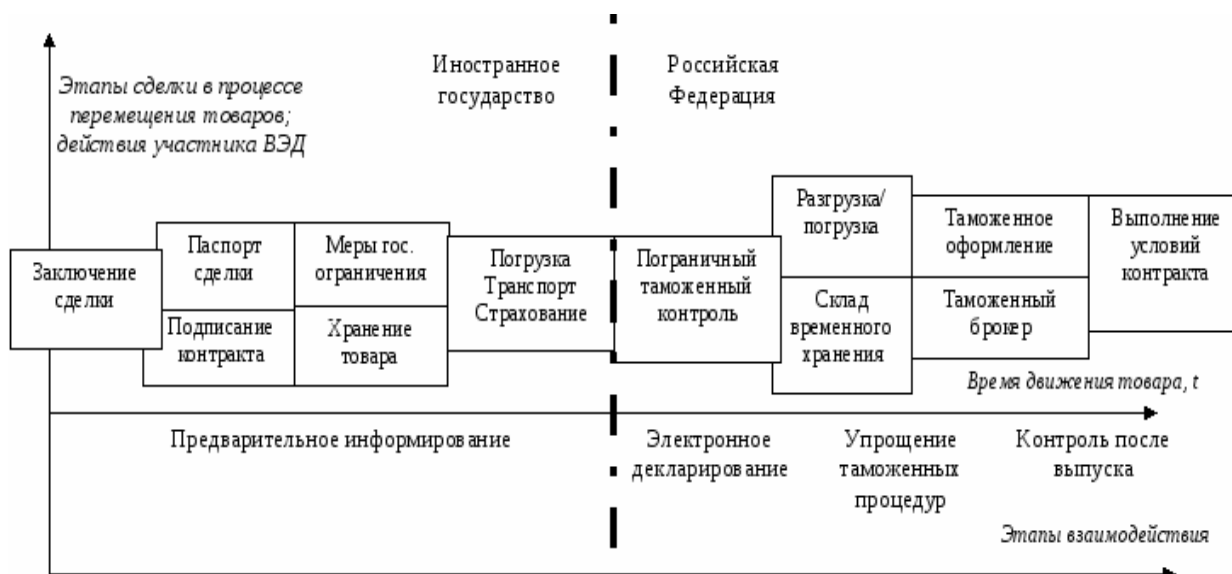 Этапы сделки в процессе
перемещения товаров;
действия участника ВЭД
Иностранное
государство
Российская
Федерация
Заключение
сделки
Паспорт
сделки
Подписание
контракта
Меры гос.
ограничения
Хранение
товара
Погрузка
Транспорт
Страхование
Пограничный
таможенный
контроль
Разгрузка/
погрузка
Склад
временного
хранения
Таможенное
оформление
Таможенный
брокер
Выполнение
условий
контракта
Время движения товара, t
Предварительное информирование
Электронное
декларирование
Упрощение
таможенных
процедур
Контроль после
выпуска
Этапы взаимодействия